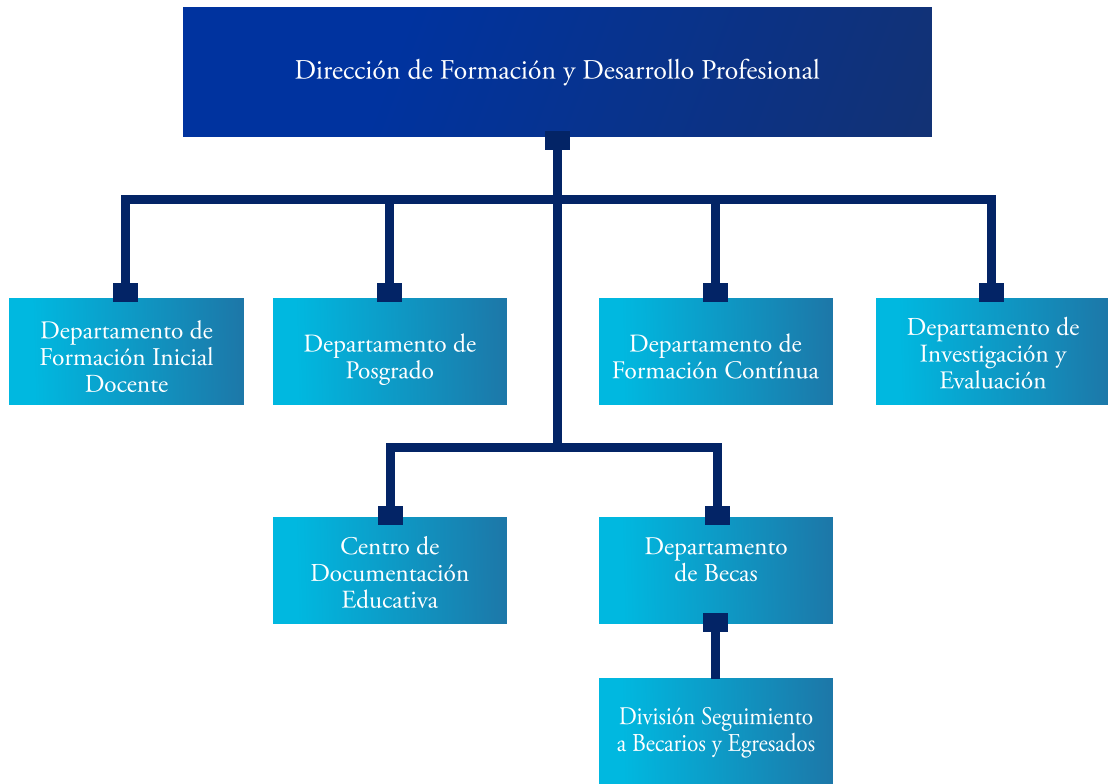 Dirección de Formación y Desarrollo Profesional
Departamento de
Formación Inicial
Docente
Departamento de
Posgrado
Departamento de
Formación Contínua
Departamento de
Investigación y
Evaluación
Centro de
Documentación
Educativa
Departamento
de Becas
División Seguimiento
a Becarios y Egresados